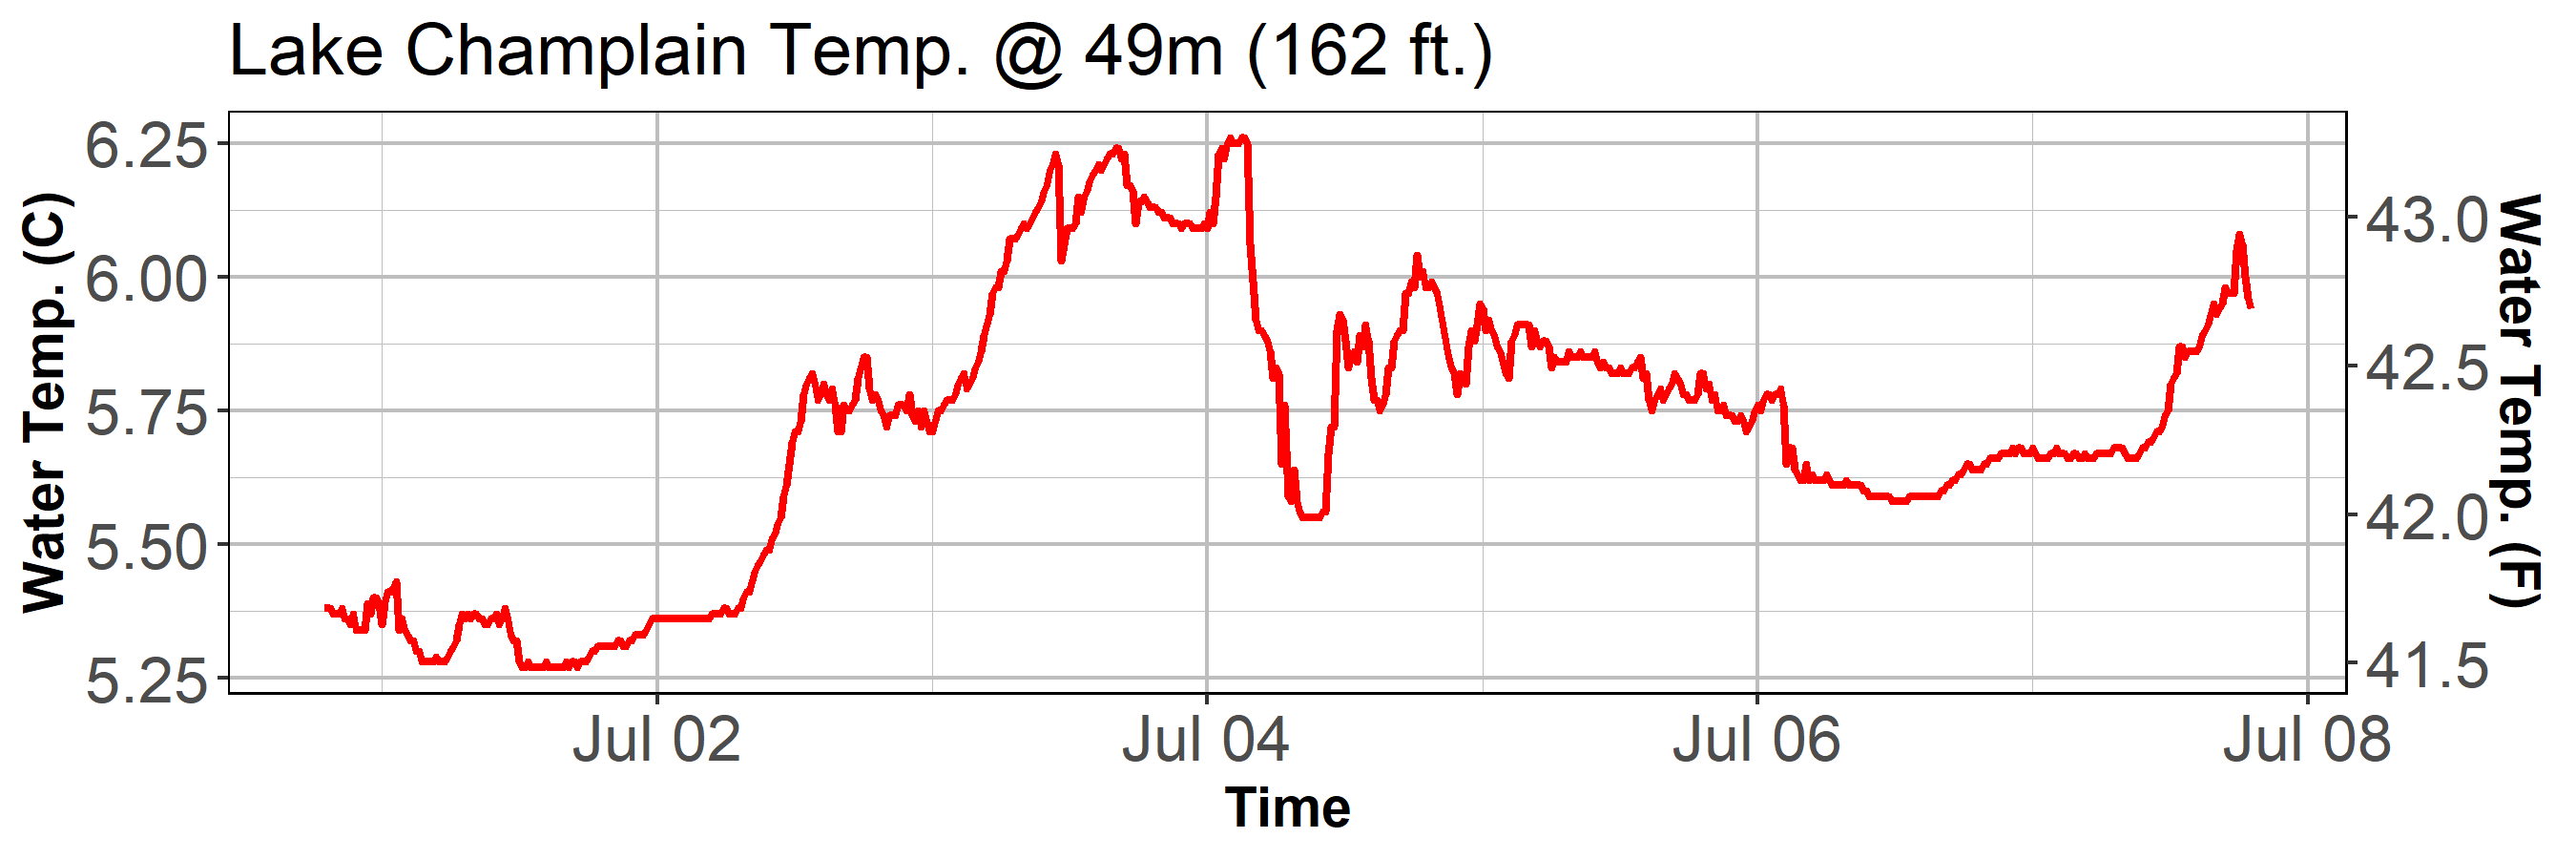 Lake Champlain Temp. @ 49m (162 ft.)
Water Temp. (C)
6.25
6.00
5.75
5.50
5.25
43.0
42.5
42.0
41.5
Water Temp. (F)
Jul 02 Jul 04 Jul 06 Jul 08
Time